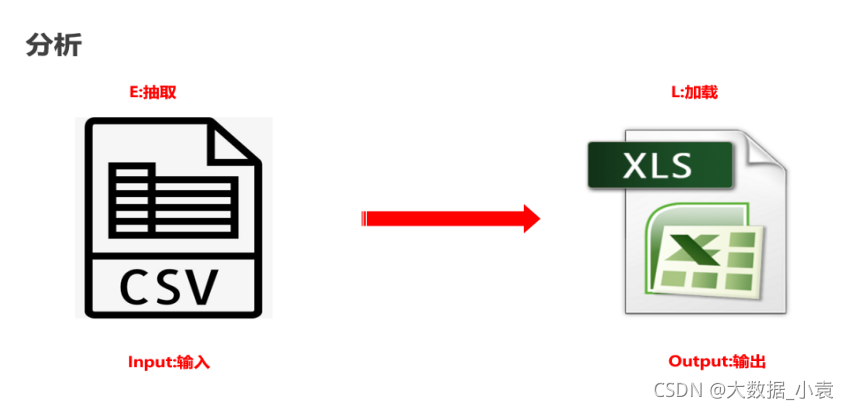 分析
E:抽取
L:加载
XLS
CSV
Input:输入
Output:输出
CSDN @大数据_小袁